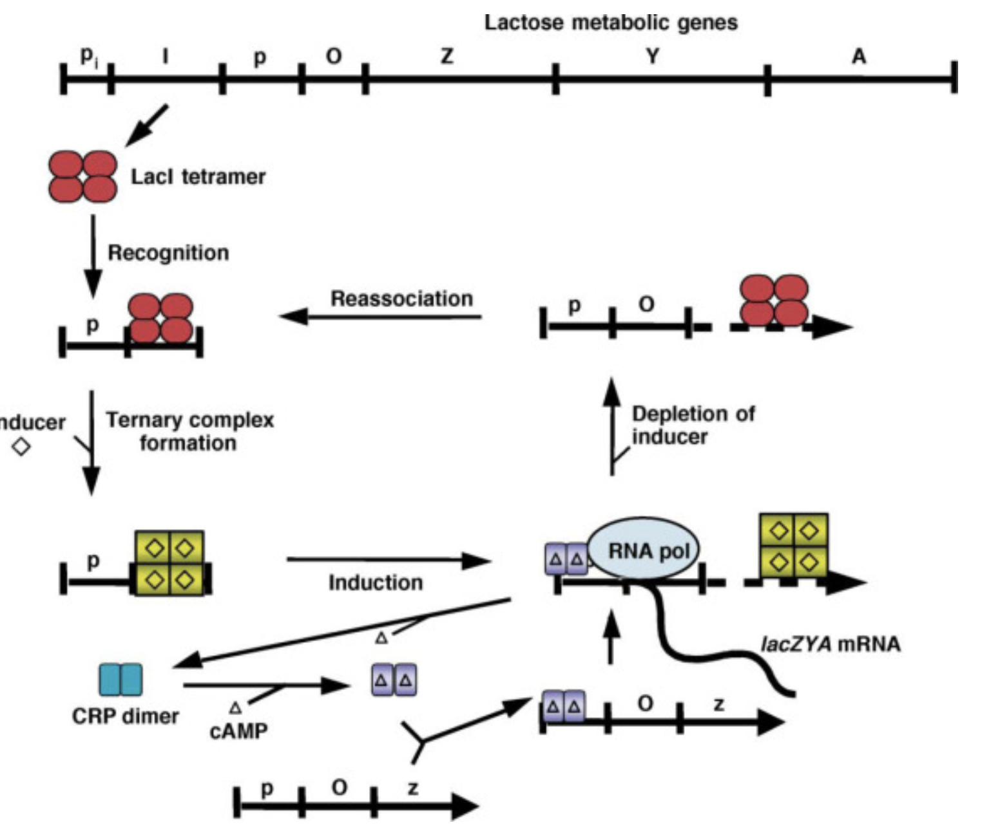 Lactose metabolic genes
pi I p O Z Y A
LacI tetramer
Recognition
p
Reassociation
p O
nducer
Ternary complex
formation
Depletion of
inducer
p
Induction
RNA pol
lacZYA mRNA
CRP dimer
cAMP
O z
p O z